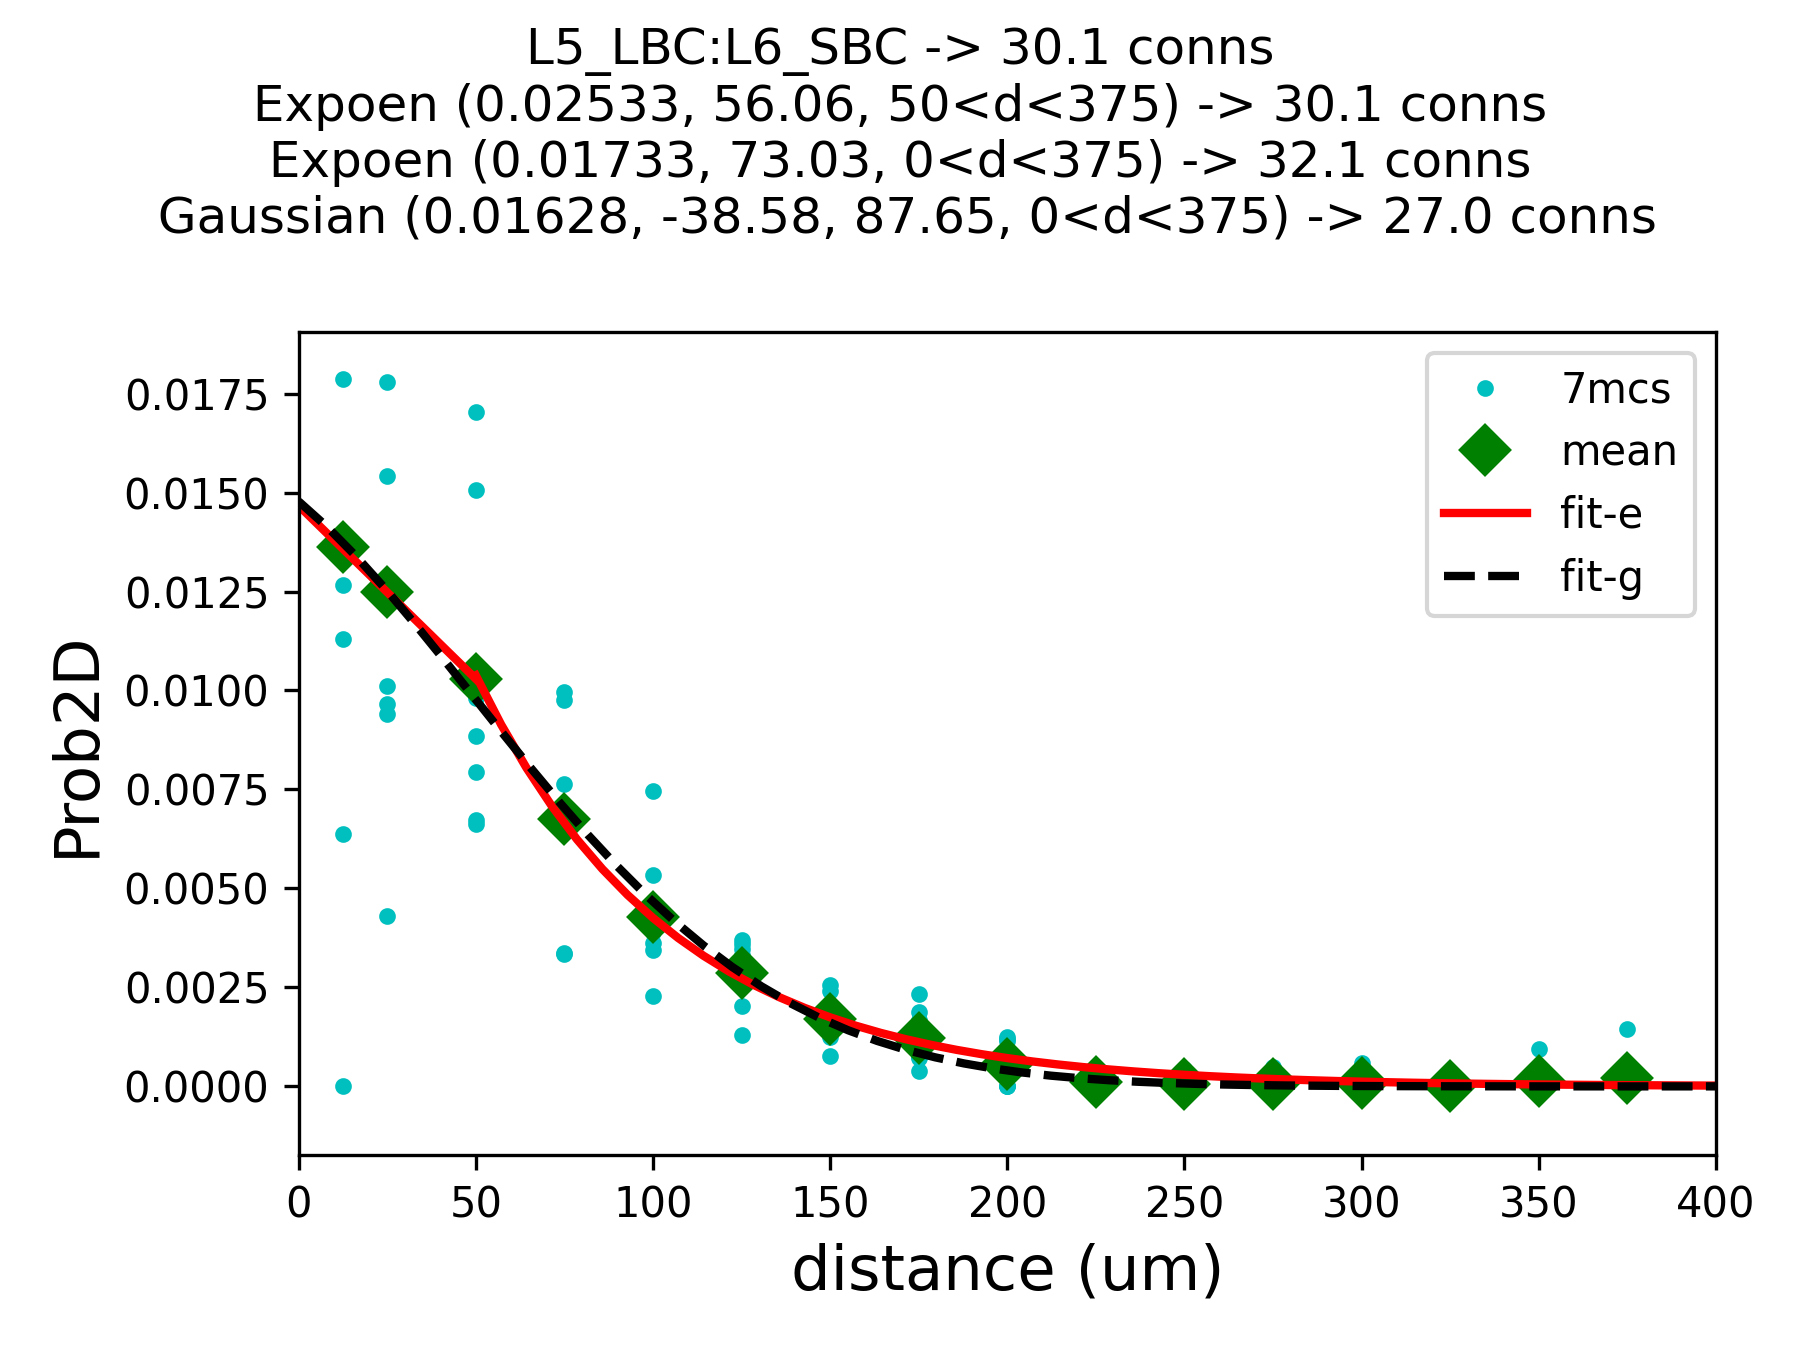 L5_LBC:L6_SBC -> 30.1 conns
Expoen (0.02533, 56.06, 50<d<375) -> 30.1 conns
Expoen (0.01733, 73.03, 0<d<375) -> 32.1 conns
Gaussian (0.01628, -38.58, 87.65, 0<d<375) -> 27.0 conns
7mcs
mean
fit-e
fit-g
Prob2D
0.0175
0.0150
0.0125
0.0100
0.0075
0.0050
0.0025
0.0000
0 50 100 150 200 250 300 350 400
distance (um)